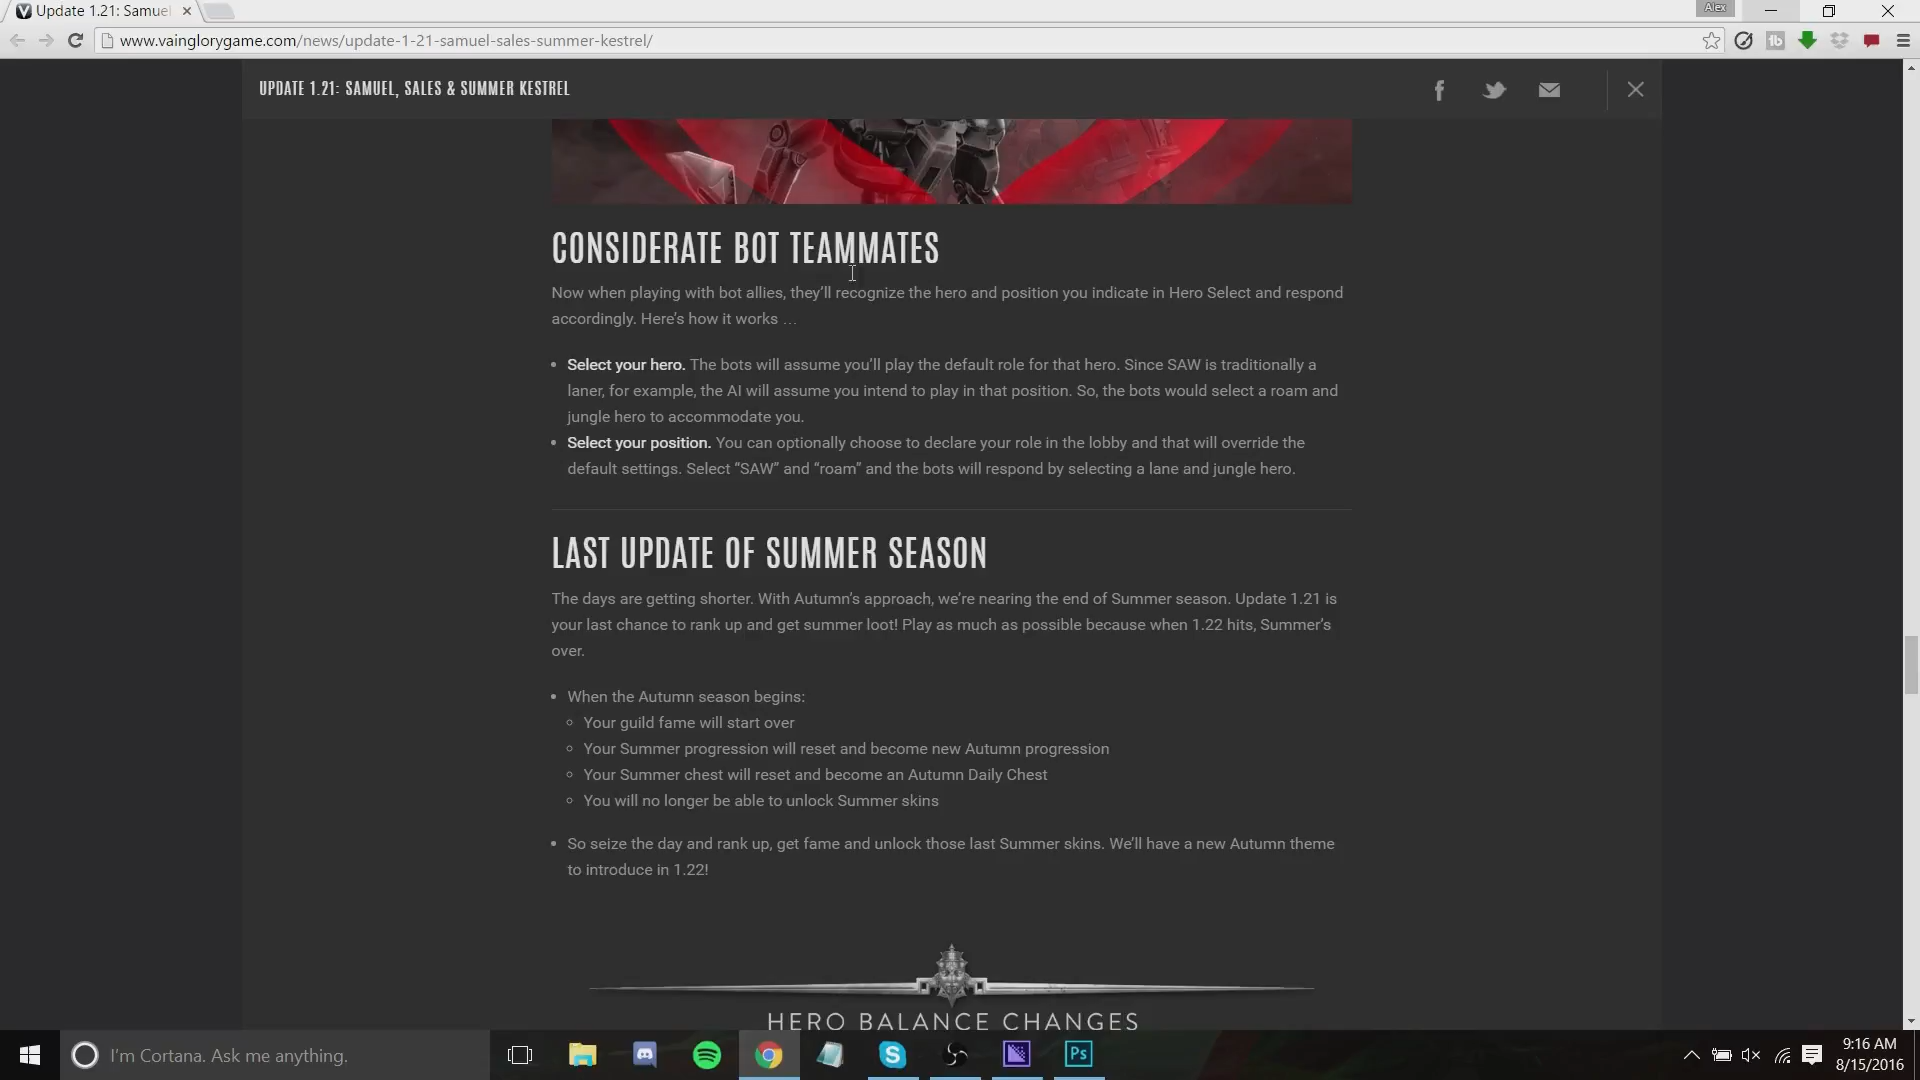 Update 1.21: Samuel
Alex
www.vainglorygame.com/news/update-1-21-samuel-sales-summer-kestrel/
UPDATE 1.21: SAMUEL, SALES & SUMMER KESTREL
CONSIDERATE BOT TEAMMATES
Now when playing with bot allies, they'll recognize the hero and position you indicate in Hero Select and respond
accordingly. Here's how it works …
• Select your hero. The bots will assume you'll play the default role for that hero. Since SAW is traditionally a
laner, for example, the AI will assume you intend to play in that position. So, the bots would select a roam and
jungle hero to accommodate you.
• Select your position. You can optionally choose to declare your role in the lobby and that will override the
default settings. Select “SAW” and “roam” and the bots will respond by selecting a lane and jungle hero.
LAST UPDATE OF SUMMER SEASON
The days are getting shorter. With Autumn's approach, we're nearing the end of Summer season. Update 1.21 is
your last chance to rank up and get summer loot! Play as much as possible because when 1.22 hits, Summer's
over.
• When the Autumn season begins:
◦ Your guild fame will start over
◦ Your Summer progression will reset and become new Autumn progression
◦ Your Summer chest will reset and become an Autumn Daily Chest
◦ You will no longer be able to unlock Summer skins
• So seize the day and rank up, get fame and unlock those last Summer skins. We'll have a new Autumn theme
to introduce in 1.22!
HERO BALANCE CHANGES
I'm Cortana. Ask me anything.
Ps
9:16 AM
8/15/2016